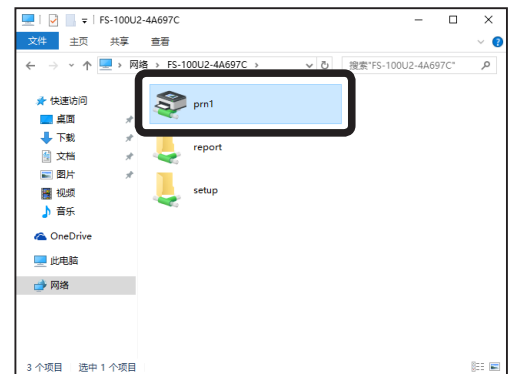 FS-100U2-4A697C
文件 主页 共享 查看
网络 > FS-100U2-4A697C > 搜索"FS-100U2-4A697C"
快速访问
桌面
下载
文档
图片
视频
音乐
OneDrive
此电脑
网络
prn1
report
setup
3 个项目 选中 1 个项目